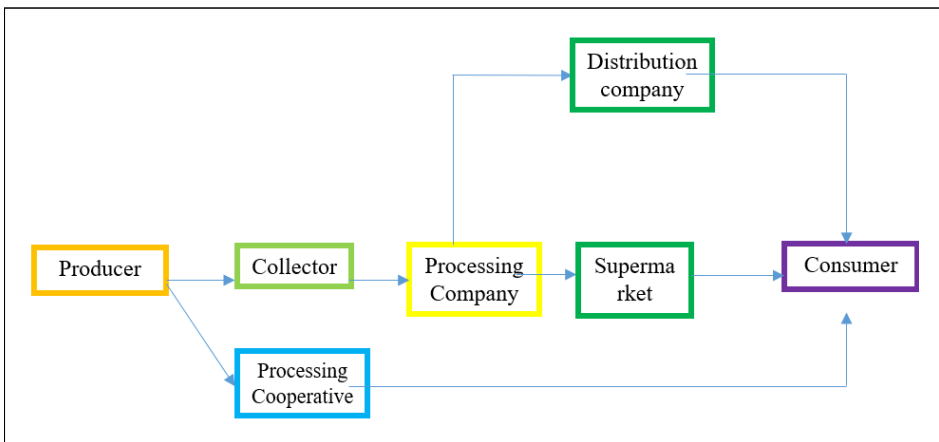 Distribution
company
Producer
Collector
Processing
Company
Superma
rket
Consumer
Processing
Cooperative